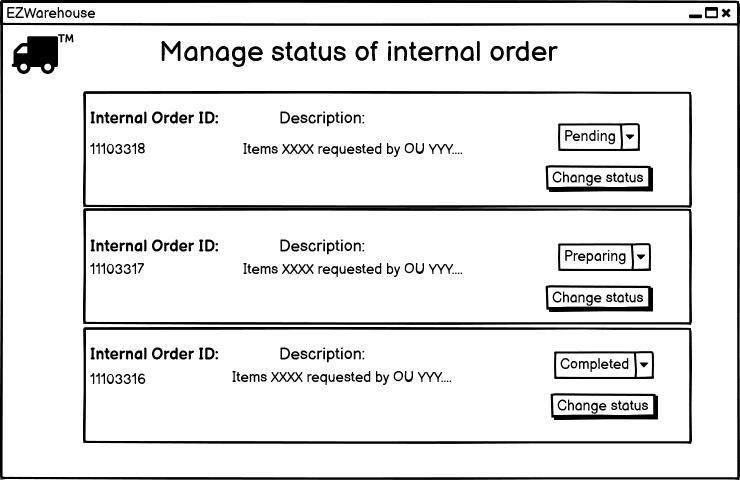 EZWarehouse
TM
Manage status of internal order
Internal Order ID: Description:
Pending
11103318 Items XXXX requested by OU YYY....
Change status
Internal Order ID: Description:
Preparing
11103317 Items XXXX requested by OU YYY....
Change status
Internal Order ID: Description:
Completed
11103316 Items XXXX requested by OU YYY....
Change status